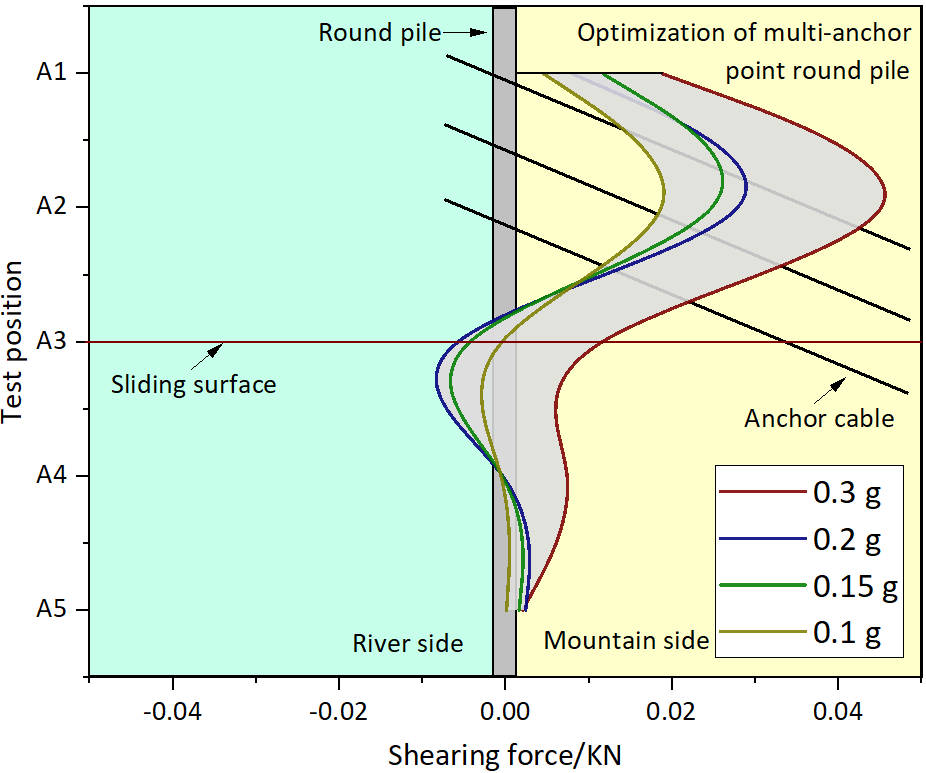 Round pile
Optimization of multi-anchor
point round pile
A1
A2
A3
A4
A5
Test position
Sliding surface
Anchor cable
0.3 g
0.2 g
0.15 g
0.1 g
River side
Mountain side
-0.04
-0.02
0.00
0.02
0.04
Shearing force/KN